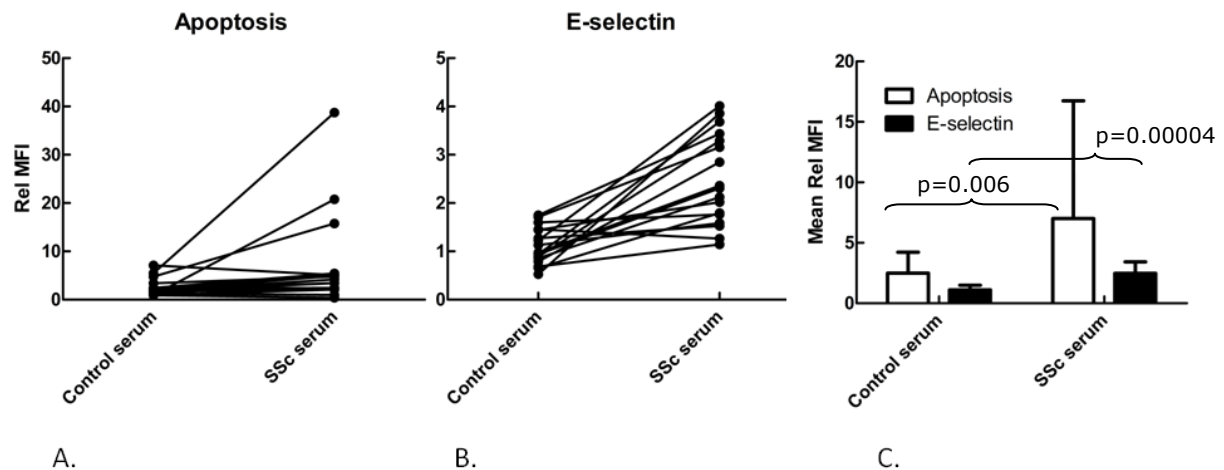 Apoptosis
50
40
30
20
10
0
Rel MFI
Control serum
SSc serum
A.
E-selectin
5
4
3
2
1
0
Control serum
SSc serum
B.
20
15
10
5
0
Mean Rel MFI
Apoptosis
E-selectin
p=0.00004
p=0.006
Control serum
SSc serum
C.